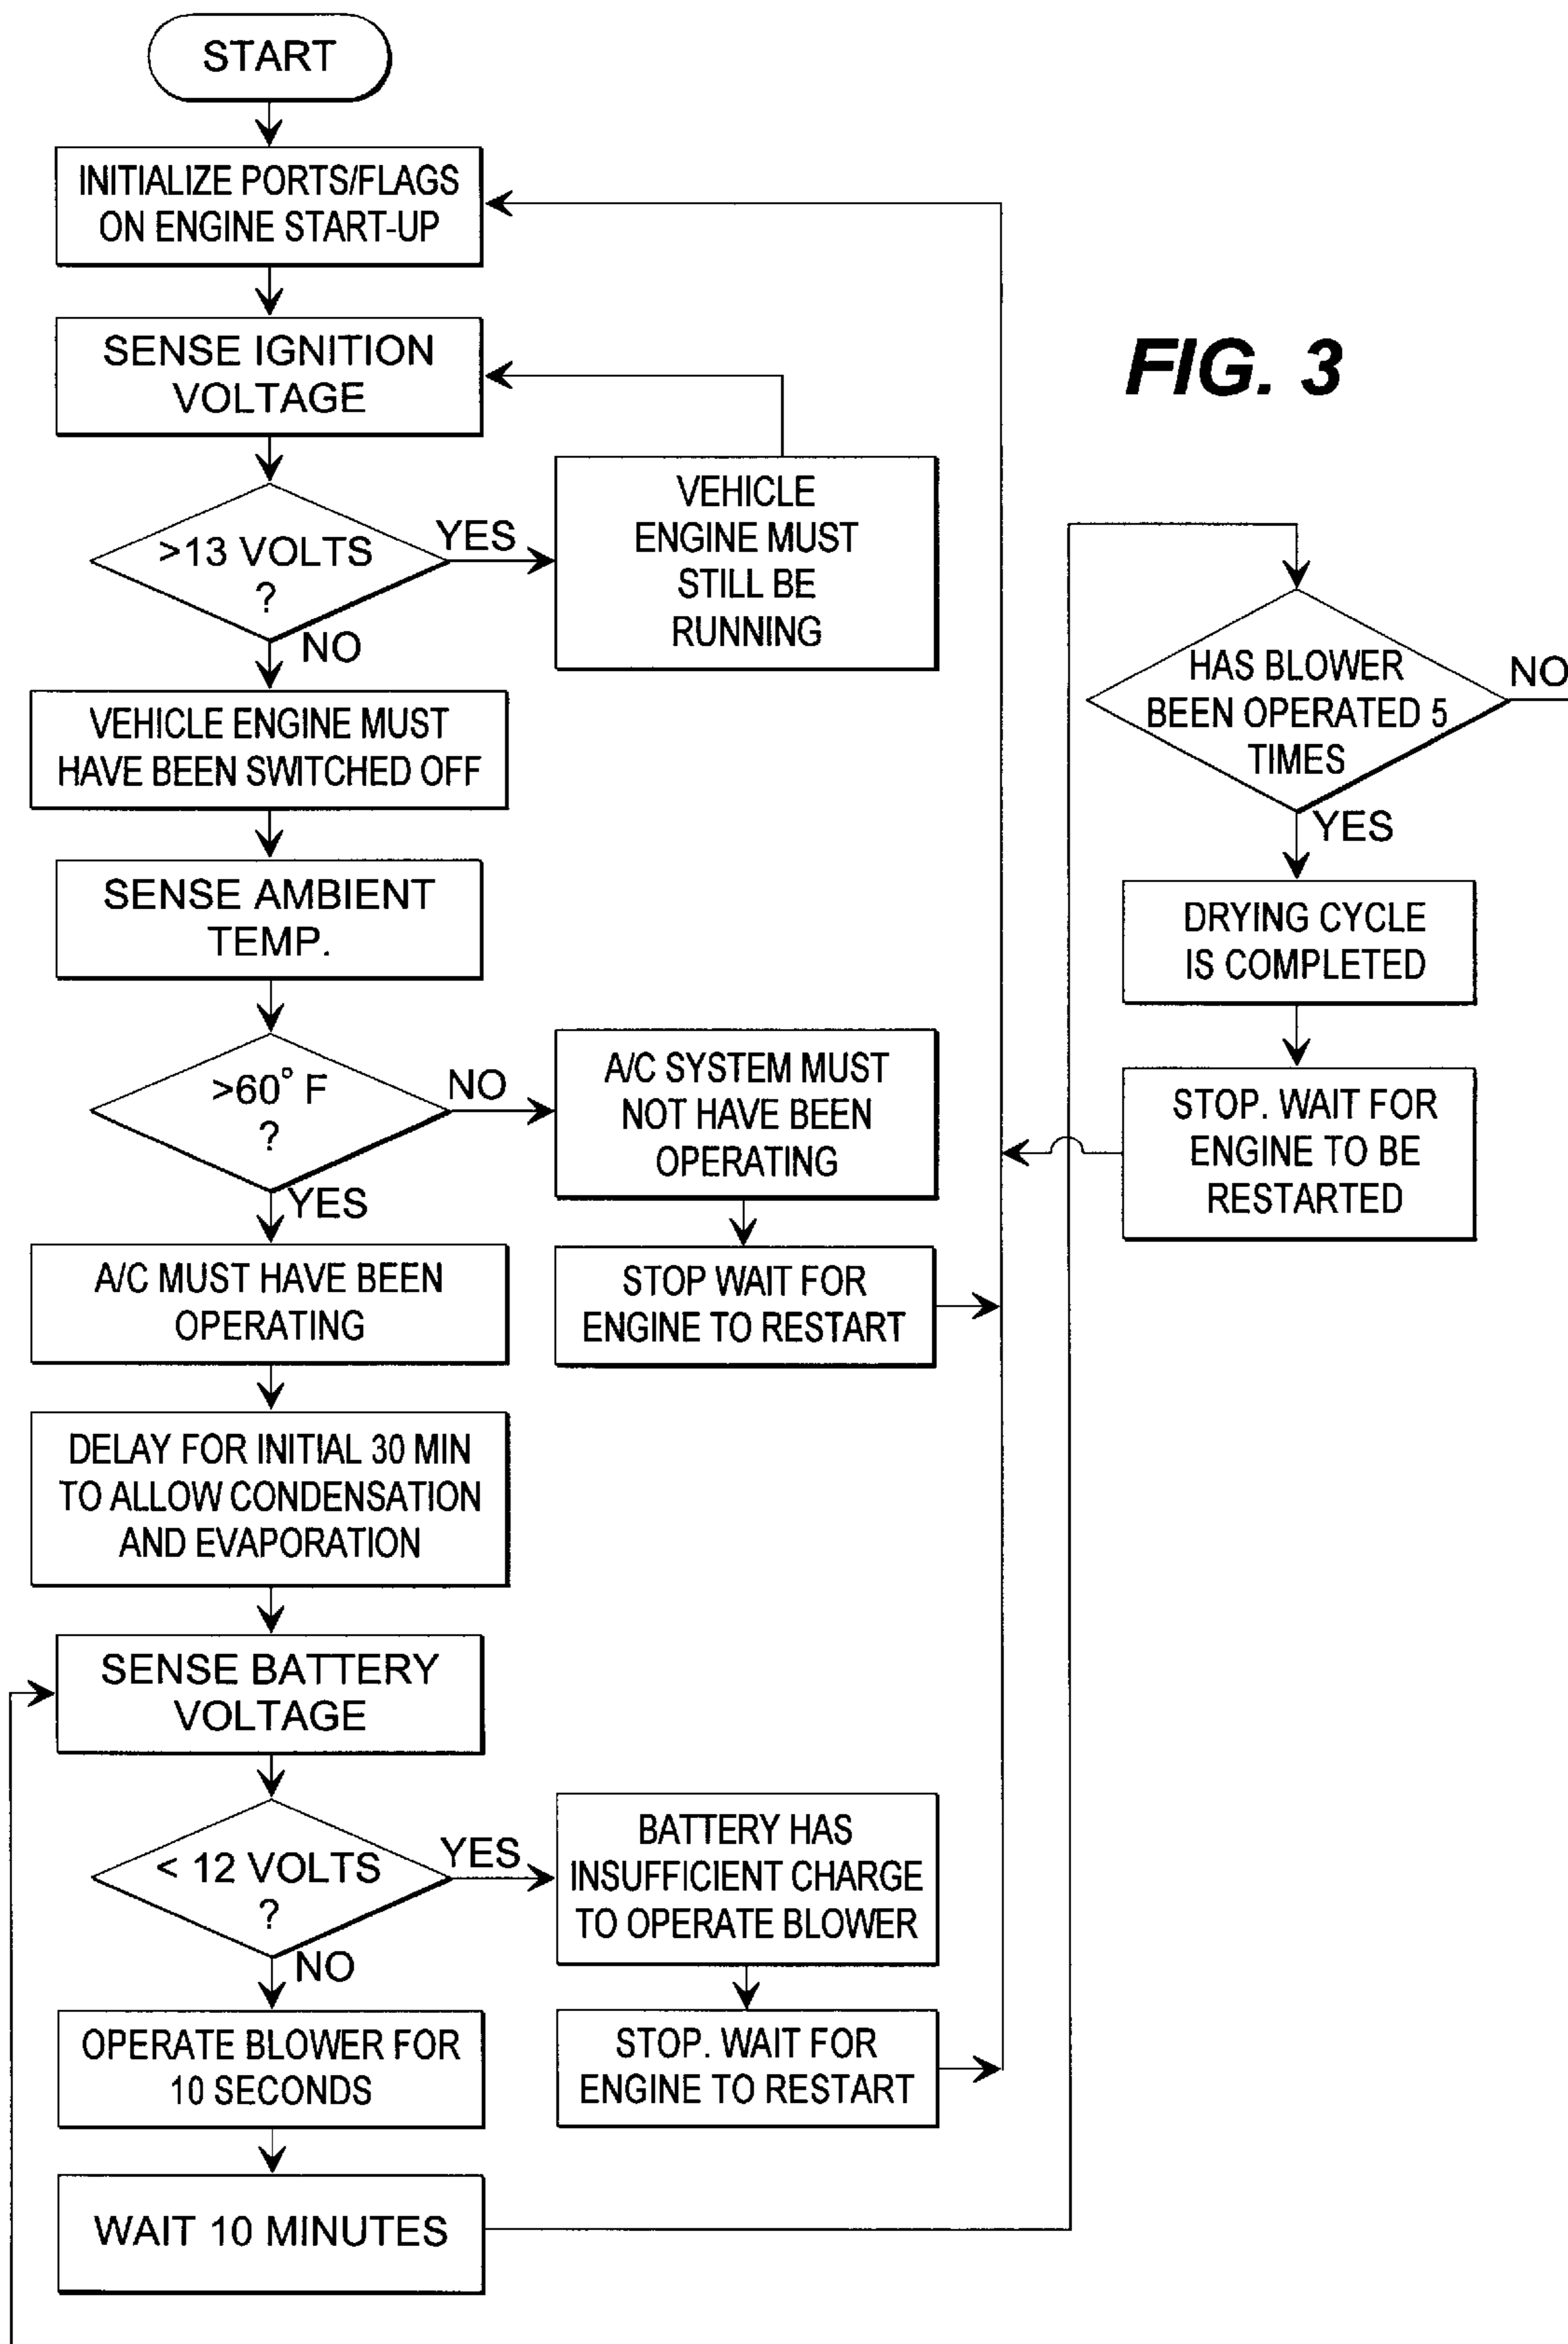 START
INITIALIZE PORTS/FLAGS
ON ENGINE START-UP
SENSE IGNITION
VOLTAGE
>13 VOLTS
?
YES
NO
VEHICLE
ENGINE MUST
STILL BE
RUNNING
VEHICLE ENGINE MUST
HAVE BEEN SWITCHED OFF
SENSE AMBIENT
TEMP.
>60° F
?
NO
YES
A/C SYSTEM MUST
NOT HAVE BEEN
OPERATING
STOP WAIT FOR
ENGINE TO RESTART
A/C MUST HAVE BEEN
OPERATING
DELAY FOR INITIAL 30 MIN
TO ALLOW CONDENSATION
AND EVAPORATION
SENSE BATTERY
VOLTAGE
< 12 VOLTS
?
YES
NO
BATTERY HAS
INSUFFICIENT CHARGE
TO OPERATE BLOWER
STOP. WAIT FOR
ENGINE TO RESTART
OPERATE BLOWER FOR
10 SECONDS
WAIT 10 MINUTES
FIG. 3
HAS BLOWER
BEEN OPERATED 5
TIMES
NO
YES
DRYING CYCLE
IS COMPLETED
STOP. WAIT FOR
ENGINE TO BE
RESTARTED